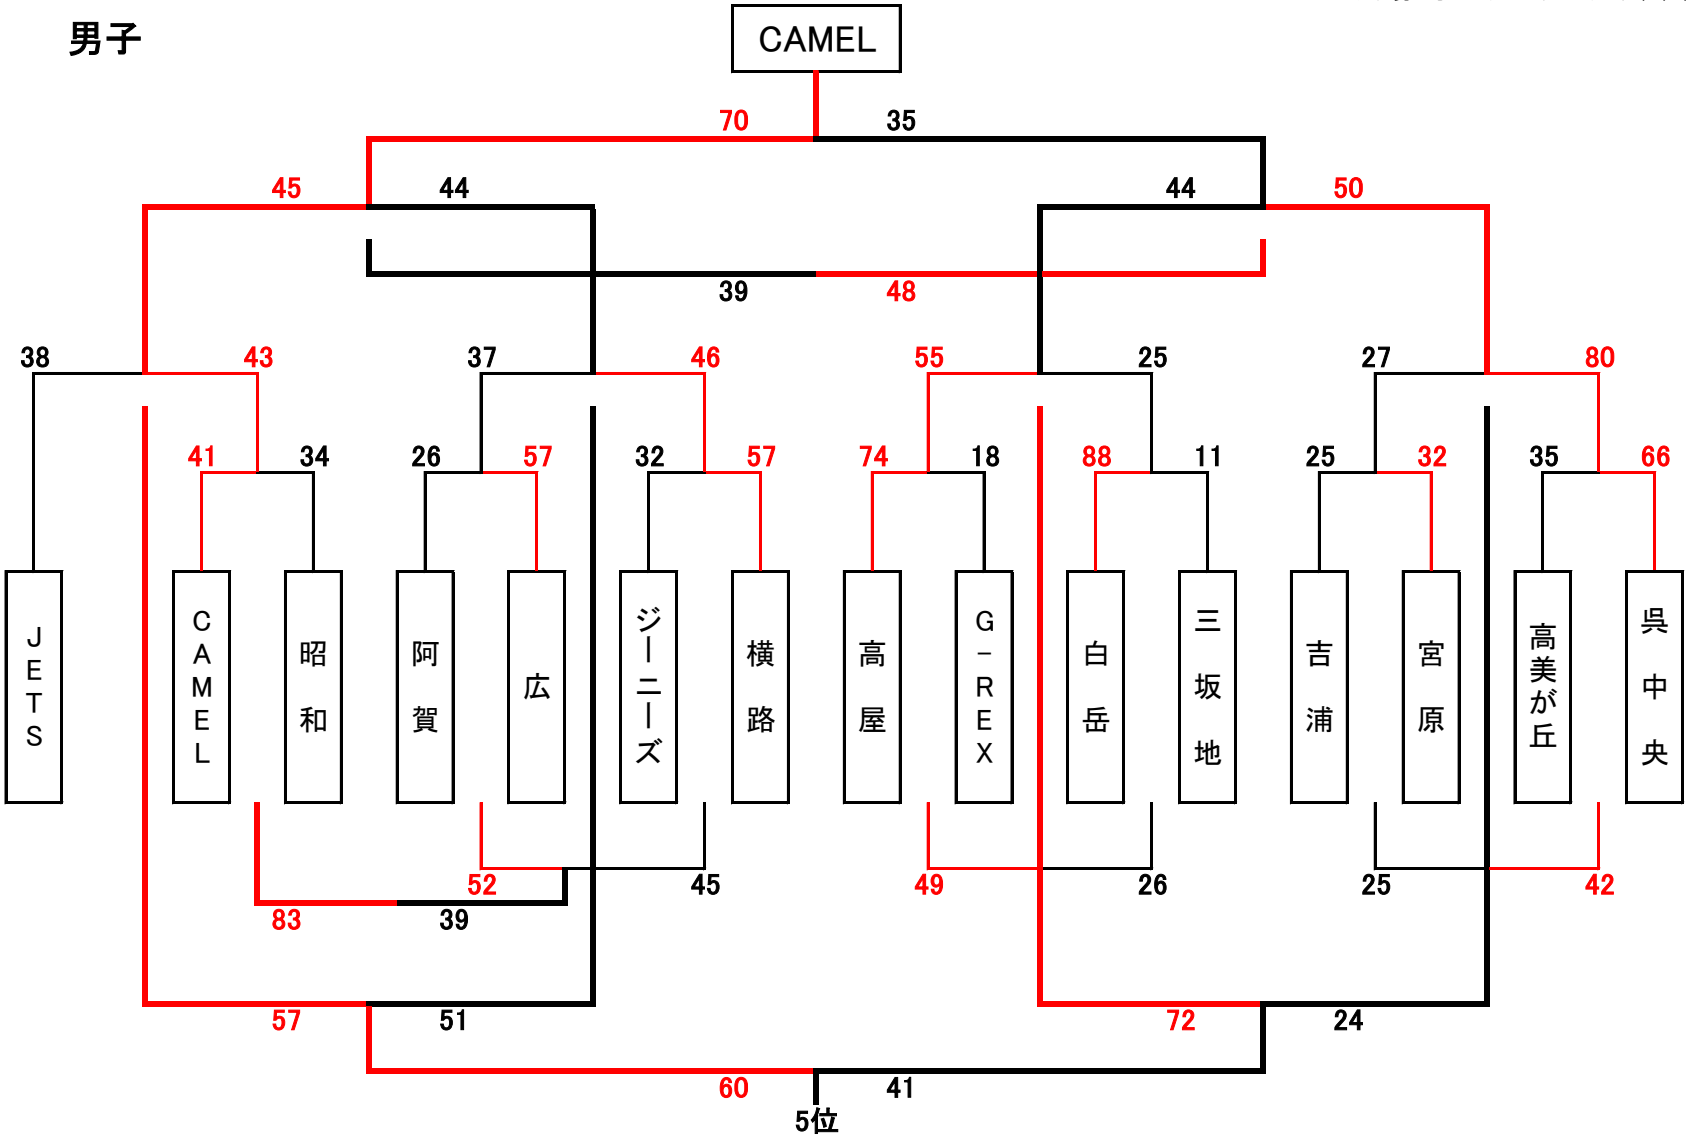 男子
CAMEL
70 35
45 44 44 50
39 48
38 43 37 46 55 25 27 80
41 34 26 57 32 57 74 18 88 11 25 32 35 66
JETS
CAMEL
昭和
阿賀
広
ジーニーズ
横路
高屋
G-REX
白岳
三坂地
吉浦
宮原
高美が丘
呉中央
52 45 49 26 25 42
83 39
57 51 72 24
60 41
5位